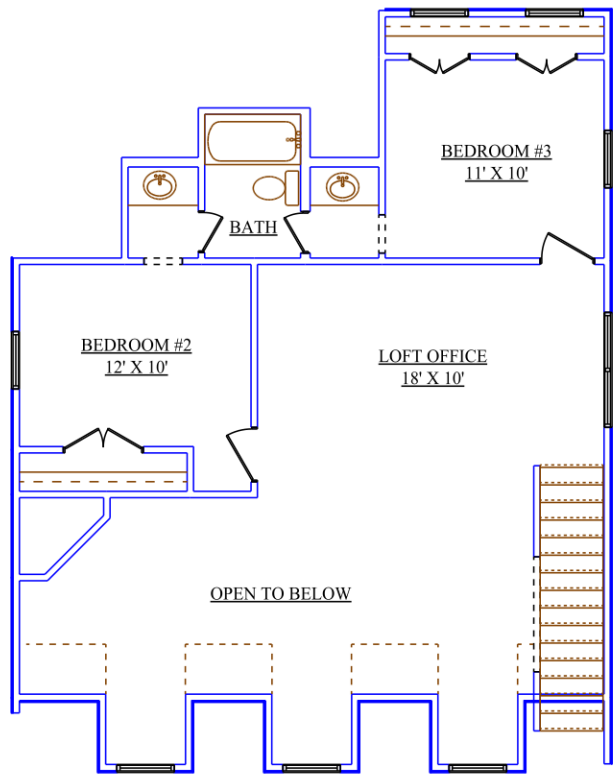 BEDROOM #3
11' X 10'
BATH
BEDROOM #2
12' X 10'
LOFT OFFICE
18' X 10'
OPEN TO BELOW